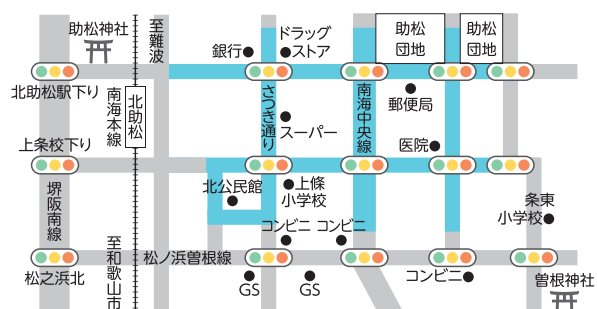 助松神社
至難波
銀行
ドラッグ
ストア
助松
団地
助松
団地
北助松駅下り
南海本線
北助松
さつき通り
南海中央線
郵便局
スーパー
上条校下り
医院
堺阪南線
北公民館
上條
小学校
条東
小学校
コンビニ
コンビニ
至和歌山市
松ノ浜曽根線
松之浜北
GS
GS
コンビニ
曽根神社